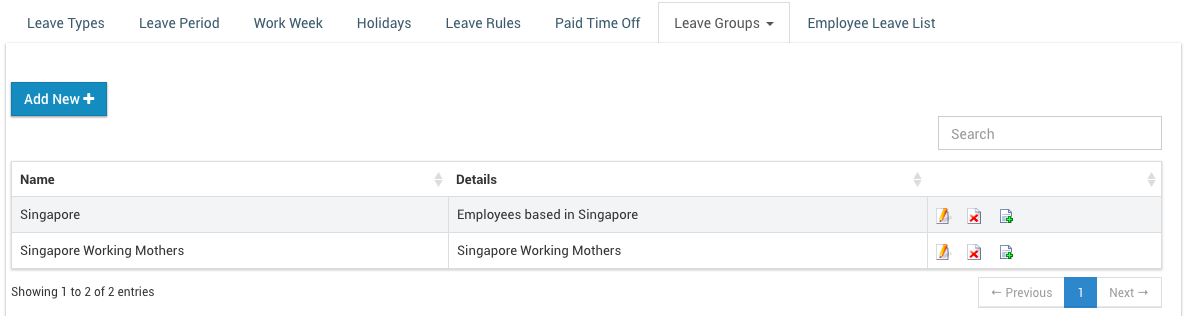 Leave Types Leave Period Work Week Holidays Leave Rules Paid Time Off Leave Groups Employee Leave List
Add New
Search
Name Details
Singapore Employees based in Singapore
Singapore Working Mothers Singapore Working Mothers
Showing 1 to 2 of 2 entries ← Previous 1 Next →